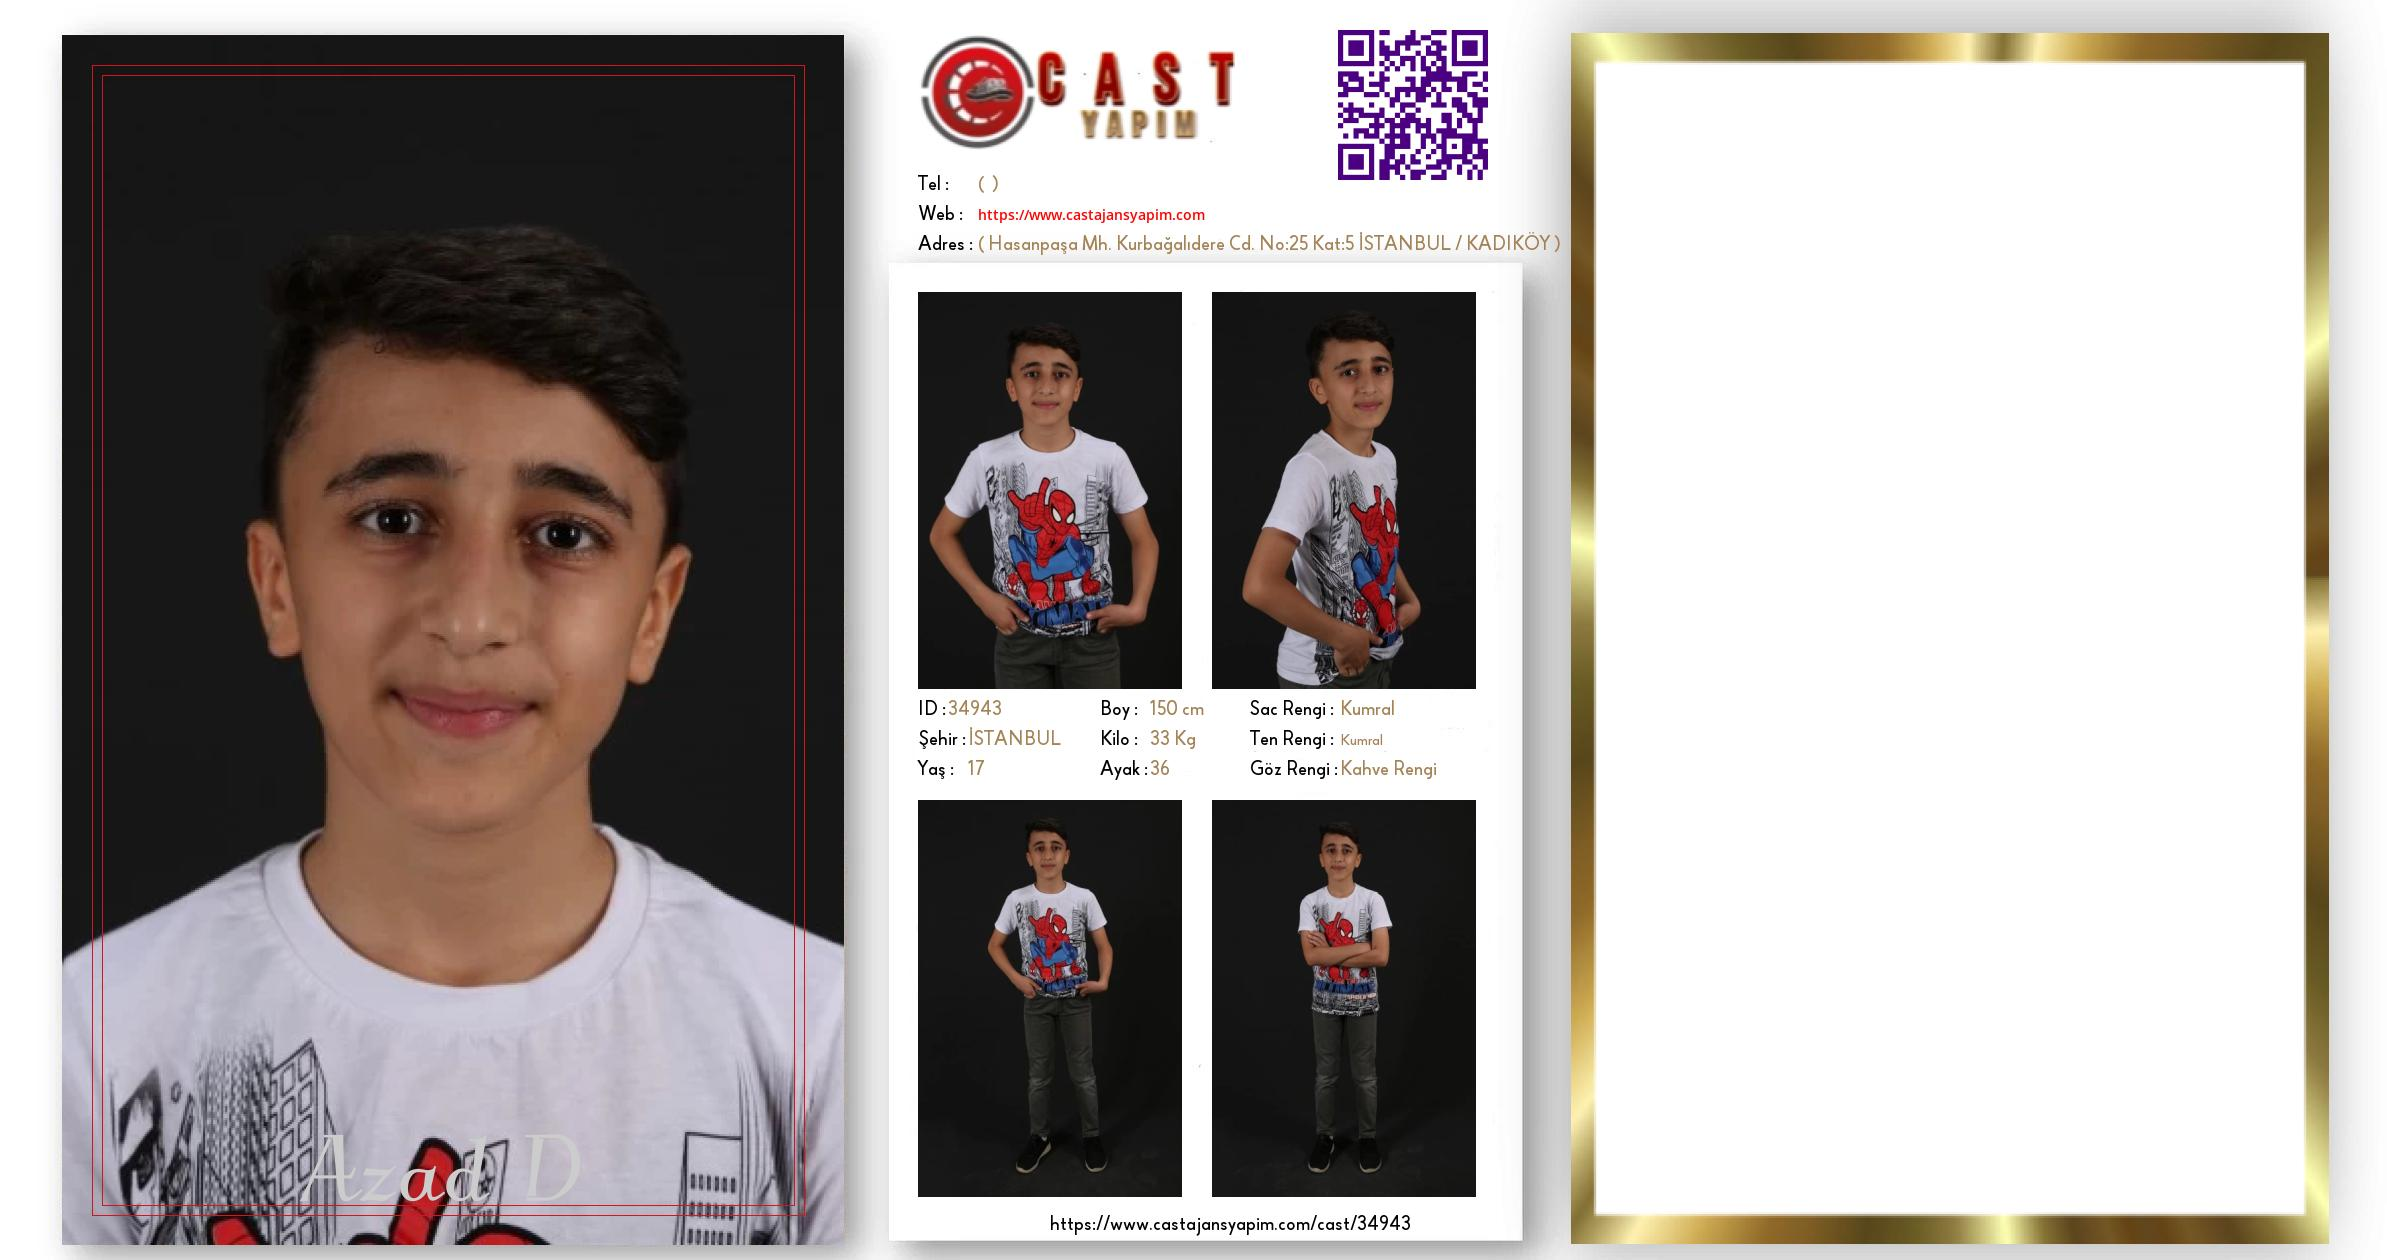 Azad D
CAST
YAPIM
Tel : ( )
Web : https://www.castajansyapim.com
Adres : ( Hasanpaşa Mh. Kurbağalıdere Cd. No:25 Kat:5 İSTANBUL / KADIKÖY )
ID : 34943 Boy : 150 cm Sac Rengi : Kumral
Şehir : İSTANBUL Kilo : 33 Kg Ten Rengi : Kumral
Yaş : 17 Ayak : 36 Göz Rengi : Kahve Rengi
https://www.castajansyapim.com/cast/34943